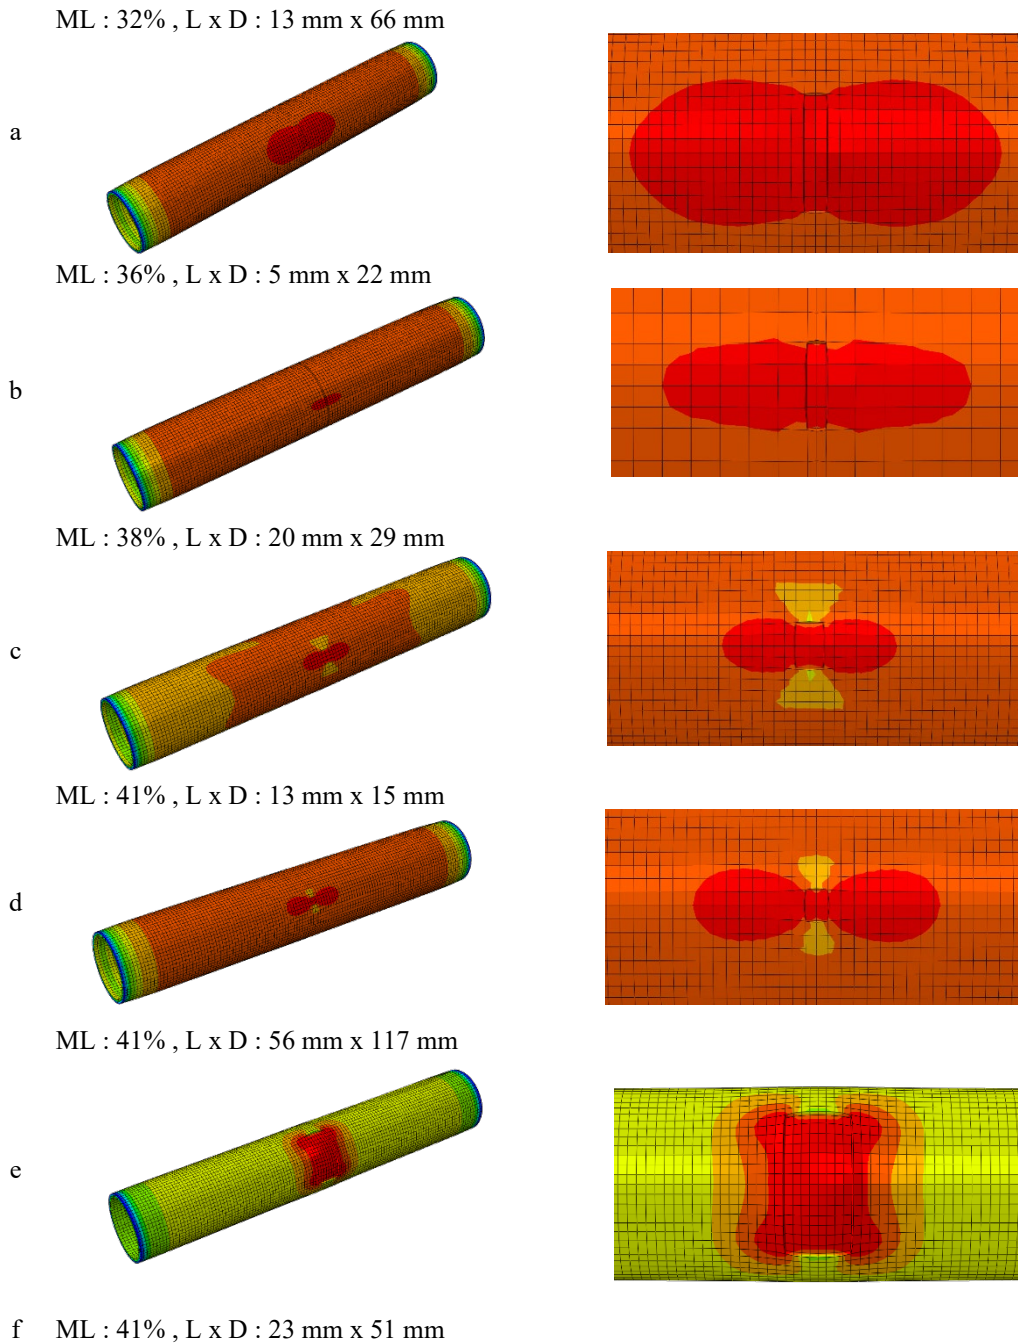 ML : 32% , L x D : 13 mm x 66 mm
a
ML : 36% , L x D : 5 mm x 22 mm
b
ML : 38% , L x D : 20 mm x 29 mm
c
ML : 41% , L x D : 13 mm x 15 mm
d
ML : 41% , L x D : 56 mm x 117 mm
e
f ML : 41% , L x D : 23 mm x 51 mm